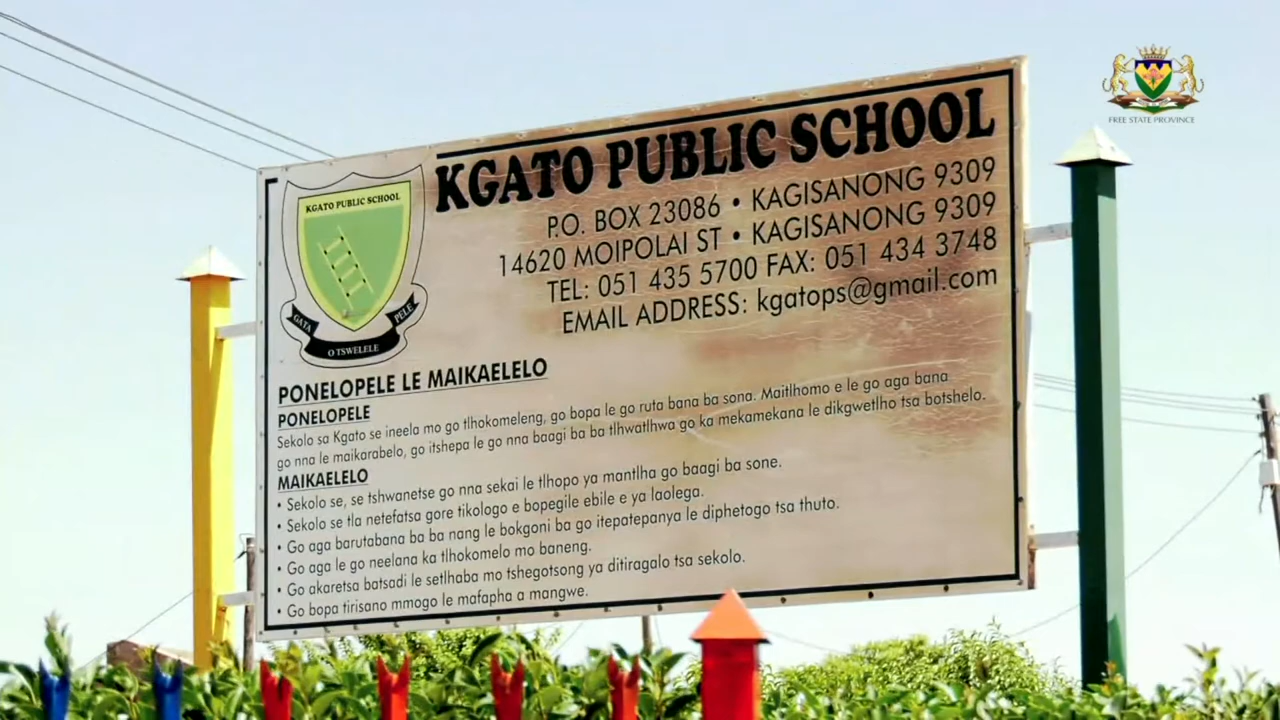 FREE STATE PROVINCE
KGATO PUBLIC SCHOOL
KGATO PUBLIC SCHOOL
GATA
O TSWELELE
PELE
P.O. BOX 23086 • KAGISANONG 9309
14620 MOIPOLAI ST • KAGISANONG 9309
TEL: 051 435 5700 FAX: 051 434 3748
EMAIL ADDRESS: kgatops@gmail.com
PONELOPELE LE MAIKAELELO
PONELOPELE
Sekolo sa Kgato se ineela mo go tlhokomeleng, go bopa le go ruta bana ba sona. Maitlhomo e le go aga bana
go nna le maikarabelo, go itshepa le go nna baagi ba ba tlhwatlhwa go ka mekamekana le dikgwetlho tsa botshelo.
MAIKAELELO
• Sekolo se, se tshwanetse go nna sekai le tlhopo ya mantlha go baagi ba sone.
• Sekolo se tla netefatsa gore tikologo e bopegile ebile e ya laolega.
• Go aga barutabana ba ba nang le bokgoni ba go itepatepanya le diphetogo tsa thuto.
• Go aga le go neelana ka tlhokomelo mo baneng.
• Go akaretsa batsadi le setlhaba mo tshegotsong ya ditiragalo tsa sekolo.
• Go bopa tirisano mmogo le mafapha a mangwe.